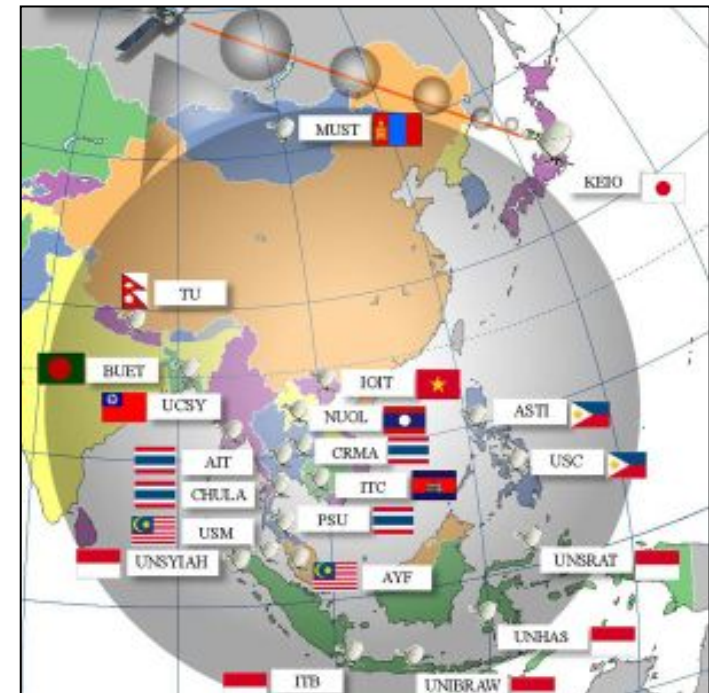 MUST
KEIO
TU
BUET
IOIT
UCSY
NUOL
ASTI
CRMA
AIT
USC
ITC
CHULA
PSU
USM
UNSYIAH
UNSRAT
AYF
UNHAS
ITB
UNIBRAW